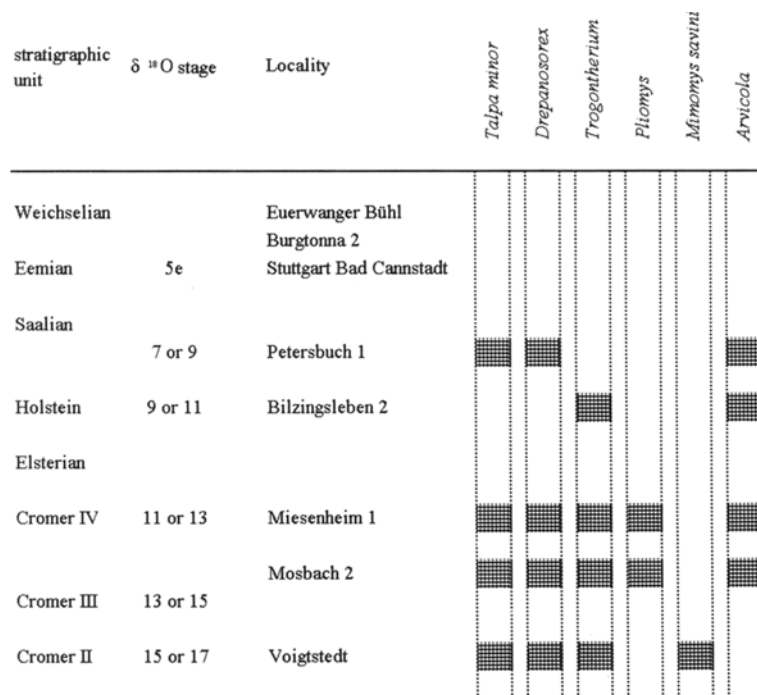 stratigraphic unit δ ¹⁸O stage Locality Talpa minor Drepanosorex Trogontherium Pliomys Mimomys savini Arvicola
Weichselian Euerwanger Bühl
Burgtonna 2
Eemian 5e Stuttgart Bad Cannstadt
Saalian
7 or 9 Petersbuch 1
Holstein 9 or 11 Bilzingsleben 2
Elsterian
Cromer IV 11 or 13 Miesenheim 1
Mosbach 2
Cromer III 13 or 15
Cromer II 15 or 17 Voigtstedt